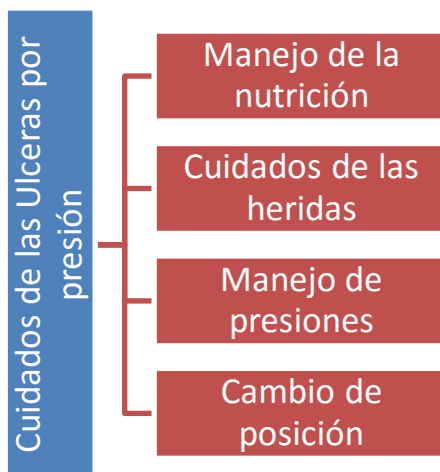 Cuidados de las Ulceras por
presión
Manejo de la
nutrición
Cuidados de las
heridas
Manejo de
presiones
Cambio de
posición